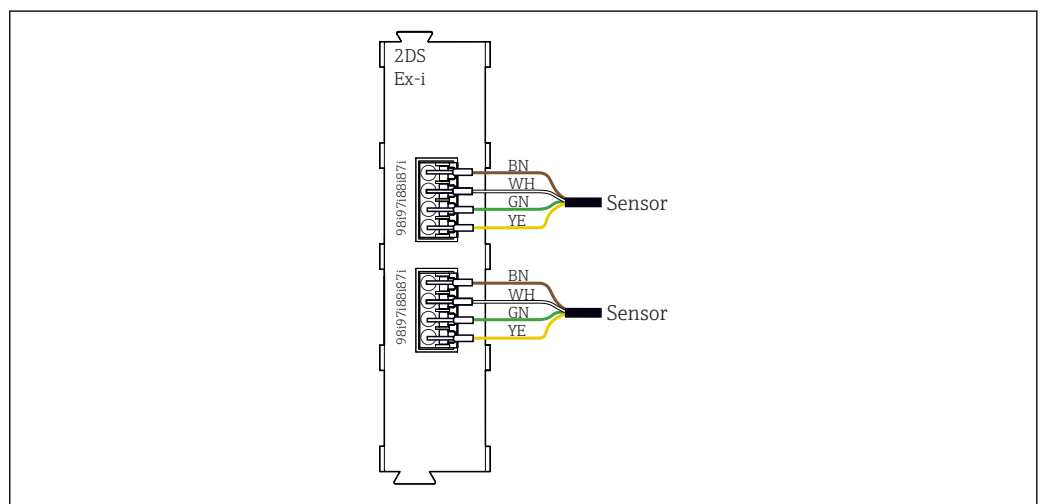 2DS
Ex-i
98i97i88i87i
BN
WH
GN
YE
Sensor
98i97i88i87i
BN
WH
GN
YE
Sensor